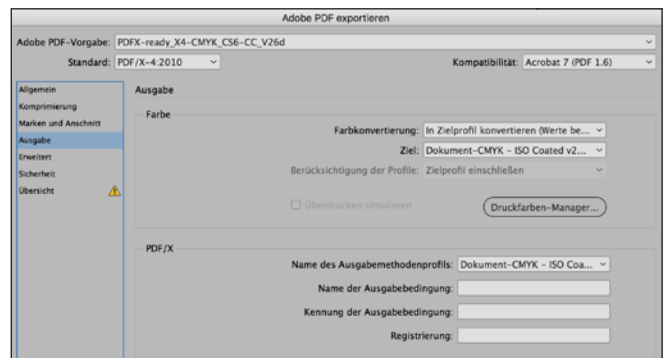 Adobe PDF exportieren
Adobe PDF-Vorgabe: PDFX-ready_X4-CMYK_CS6-CC_V26d
Standard: PDF/X-4:2010 Kompatibilität: Acrobat 7 (PDF 1.6)
Allgemein
Komprimierung
Marken und Anschnitt
Ausgabe
Erweitert
Sicherheit
Übersicht
Ausgabe
Farbe
Farbkonvertierung: In Zielprofil konvertieren (Werte be...
Ziel: Dokument-CMYK – ISO Coated v2...
Berücksichtigung der Profile: Zielprofil einschließen
Überdrucken simulieren Druckfarben-Manager...
PDF/X
Name des Ausgabemethodenprofils: Dokument-CMYK – ISO Coa...
Name der Ausgabebedingung:
Kennung der Ausgabebedingung:
Registrierung: